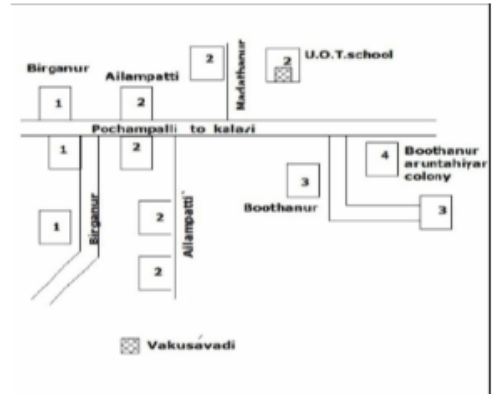 2
2
U.O.T.school
Birganur
Ailampatti
Madathanur
1
2
Pochampalli to kalasi
1
2
4
Boothanur
aruntahiyar
colony
3
Boothanur
3
1
Birganur
2
Ailampatti
2
Vakusavadi